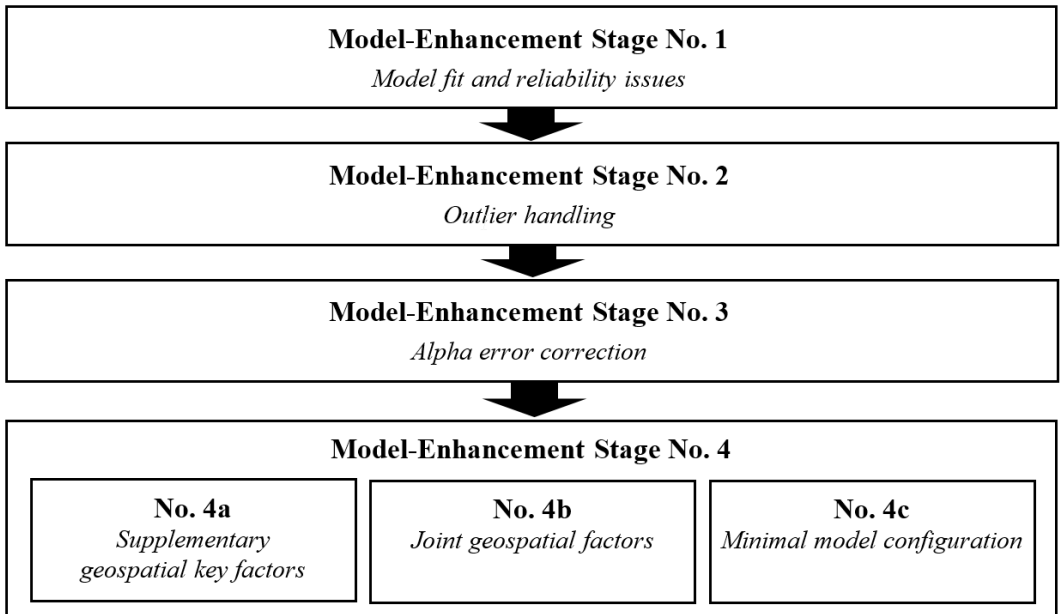 Model-Enhancement Stage No. 1
Model fit and reliability issues
Model-Enhancement Stage No. 2
Outlier handling
Model-Enhancement Stage No. 3
Alpha error correction
Model-Enhancement Stage No. 4
No. 4a
Supplementary
geospatial key factors
No. 4b
Joint geospatial factors
No. 4c
Minimal model configuration